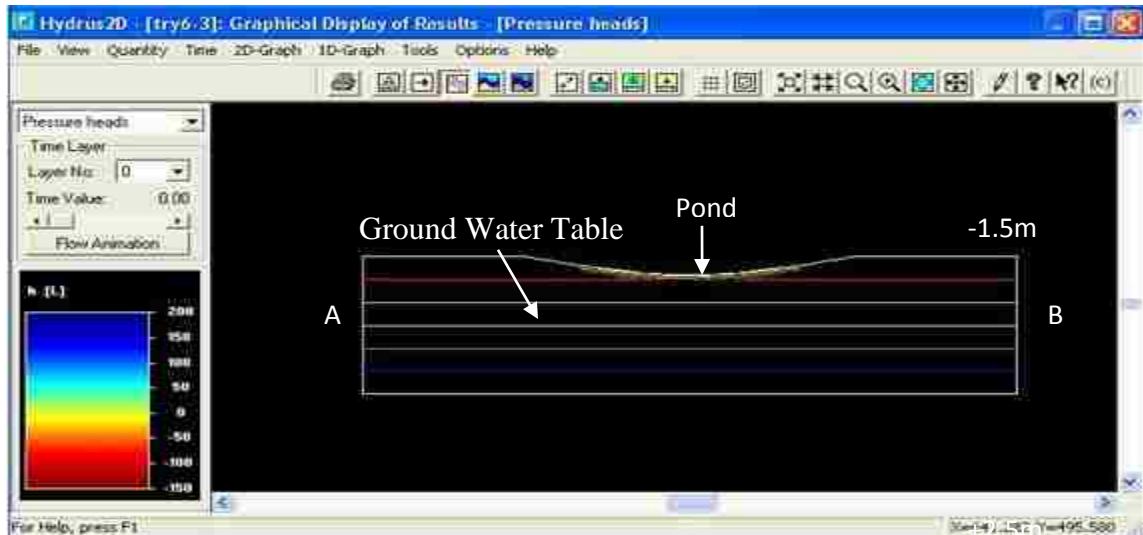 Hydrus2D - [try6-3]: Graphical Display of Results - [Pressure heads]
File View Quantity Time 2D-Graph 1D-Graph Tools Options Help
Pressure heads
Time Layer
Layer No: 0
Time Value: 0.00
Flow Animation
h [L]
200
150
100
50
0
-50
-100
-150
Pond
Ground Water Table
-1.5m
A
B
For Help, press F1
Y=495.580